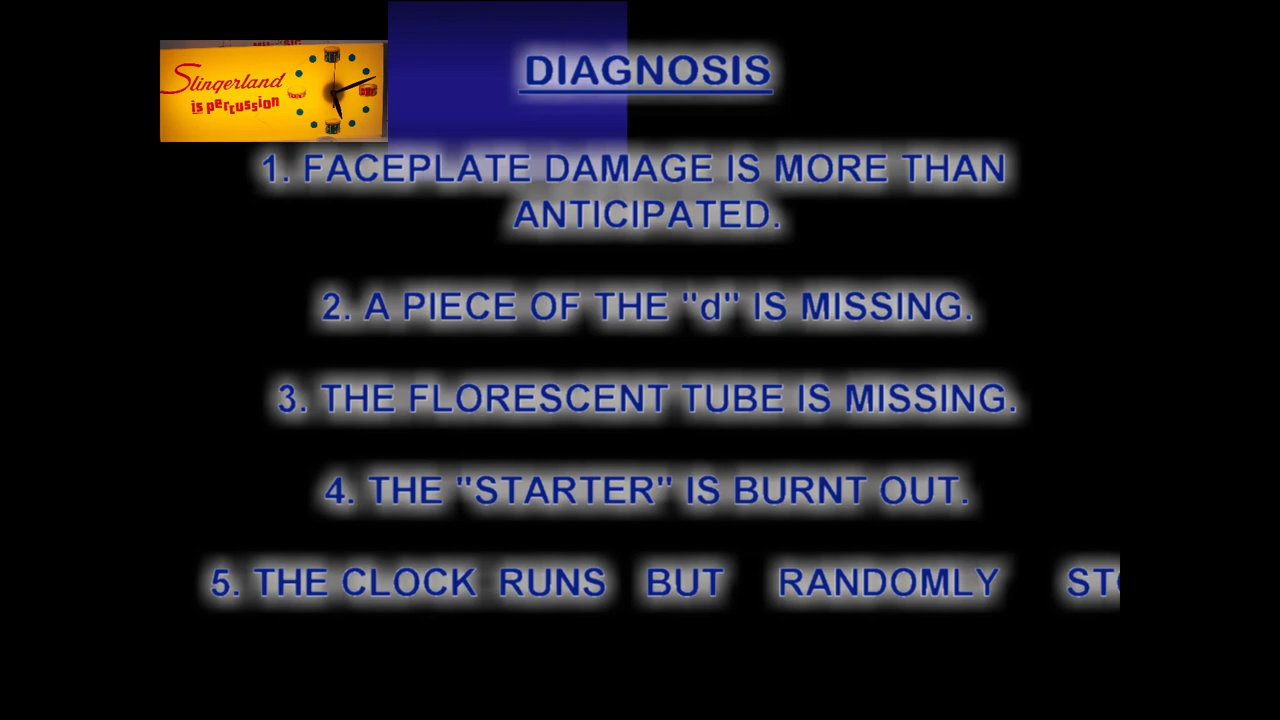 Slingerland
is percussion
DIAGNOSIS
1. FACEPLATE DAMAGE IS MORE THAN
ANTICIPATED.
2. A PIECE OF THE "d" IS MISSING.
3. THE FLORESCENT TUBE IS MISSING.
4. THE "STARTER" IS BURNT OUT.
5. THE CLOCK RUNS BUT RANDOMLY